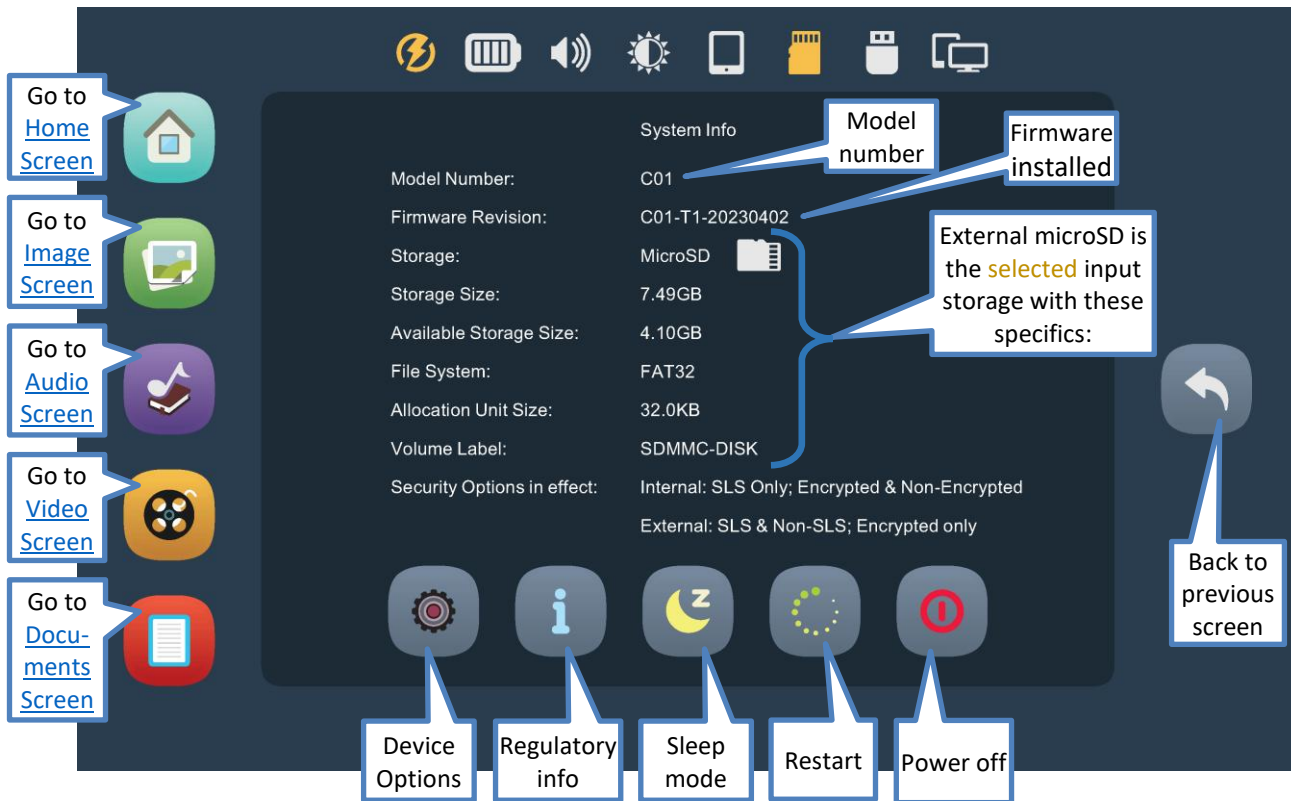 Go to
Home
Screen
Go to
Image
Screen
Go to
Audio
Screen
Go to
Video
Screen
Go to
Docu-
ments
Screen
System Info
Model Number: C01
Firmware Revision: C01-T1-20230402
Storage: MicroSD
Storage Size: 7.49GB
Available Storage Size: 4.10GB
File System: FAT32
Allocation Unit Size: 32.0KB
Volume Label: SDMMC-DISK
Security Options in effect: Internal: SLS Only; Encrypted & Non-Encrypted
External: SLS & Non-SLS; Encrypted only
Model
number
Firmware
installed
External microSD is
the selected input
storage with these
specifics:
Back to
previous
screen
z
Device
Options
Regulatory
info
Sleep
mode
Restart
Power off